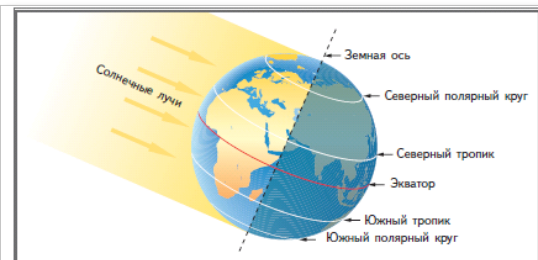 Земная ось
Солнечные лучи
Северный полярный круг
Северный тропик
Экватор
Южный тропик
Южный полярный круг